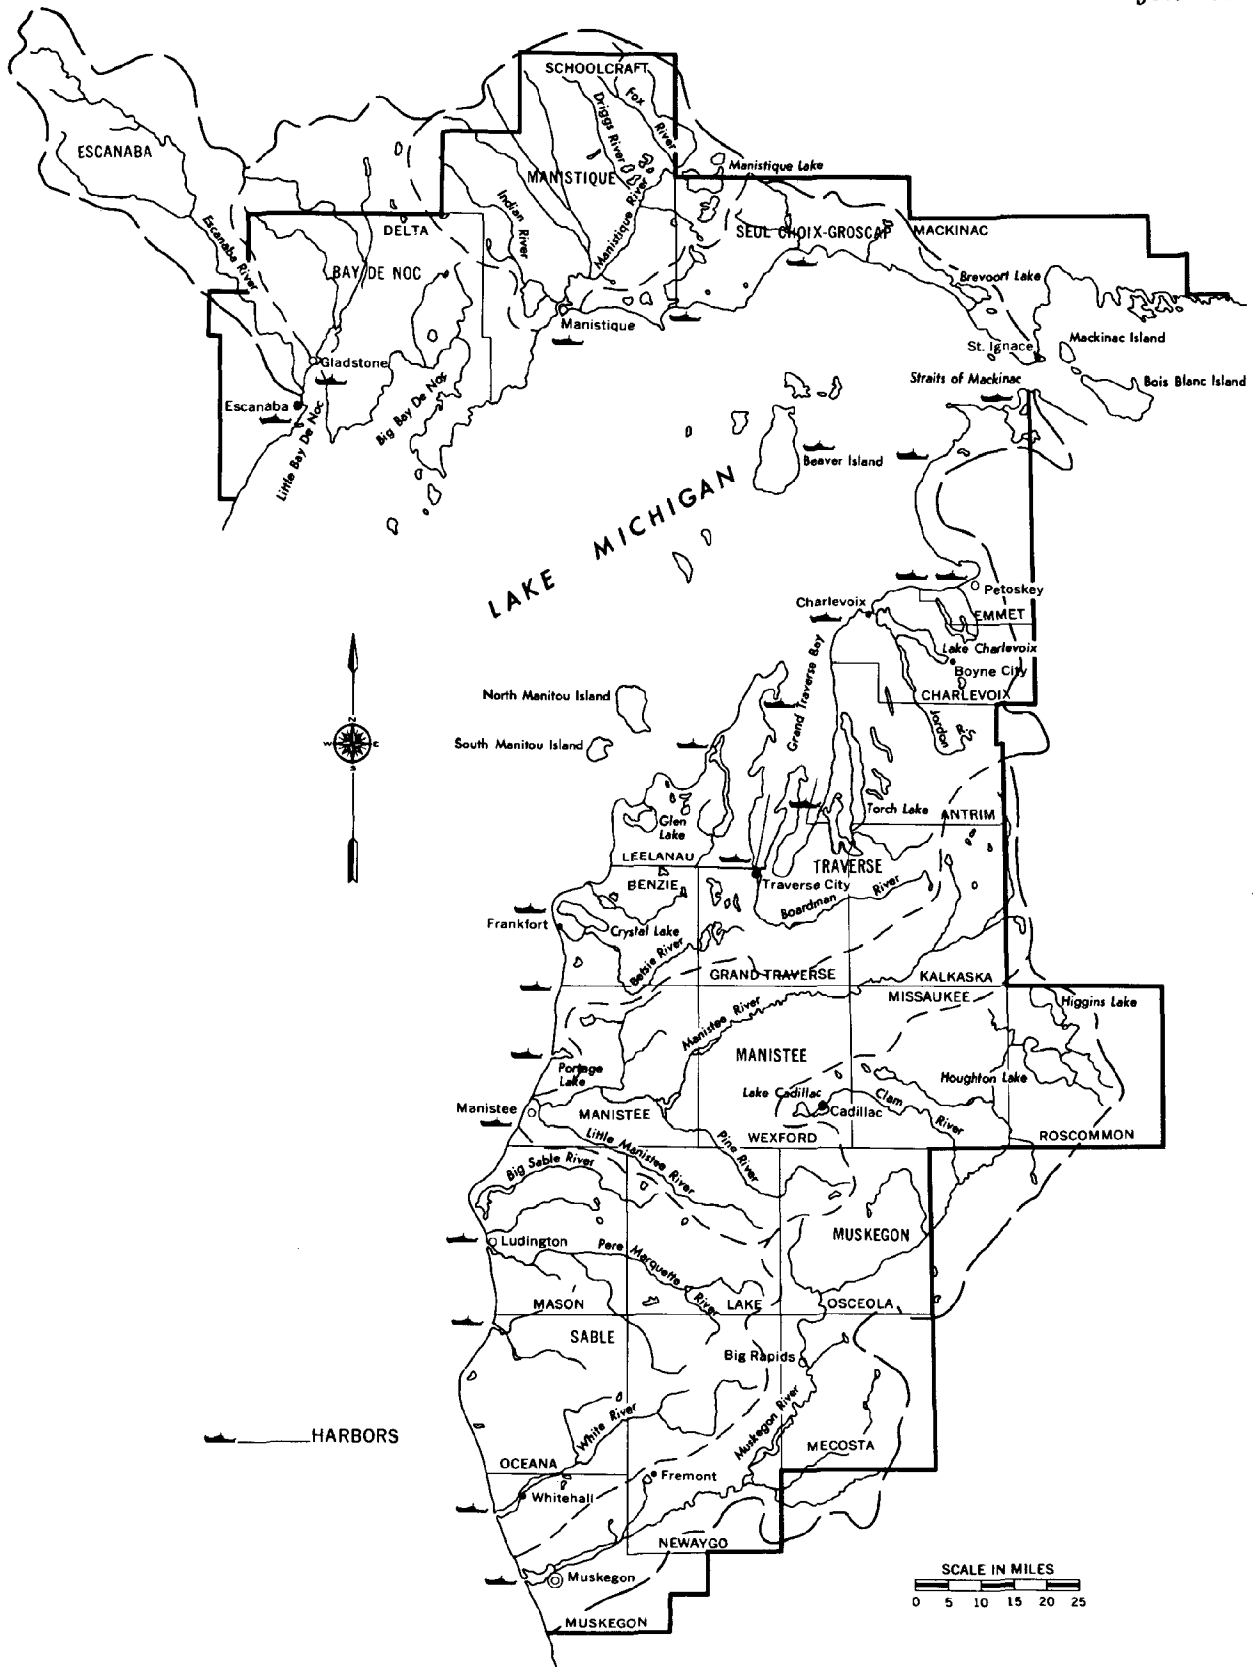 SCHOOLCRAFT
Driggs River
Fox River
ESCANABA
MANISTIQUE
Manistique Lake
Indian River
Manistique River
Escanaba River
DELTA
SEUL CHOIX-GROSCAP
MACKINAC
BAY DE NOC
Brevoort Lake
Manistique
Mackinac Island
St. Ignace
Gladstone
Straits of Mackinac
Bois Blanc Island
Escanaba
Little Bay De Noc
Big Bay De Noc
Beaver Island
LAKE MICHIGAN
Petoskey
Charlevoix
EMMET
Lake Charlevoix
Boyne City
CHARLEVOIX
Grand Traverse Bay
North Manitou Island
Jordan
Riv
South Manitou Island
N
W
E
S
Torch Lake
ANTRIM
Glen
Lake
LEELANAU
TRAVERSE
BENZIE
Traverse City
Boardman River
Frankfort
Crystal Lake
Betsie River
GRAND TRAVERSE
KALKASKA
MISSAUKEE
Higgins Lake
Manistee River
MANISTEE
Portage
Lake
Houghton Lake
Lake Cadillac
Clam River
Manistee
MANISTEE
Cadillac
WEXFORD
ROSCOMMON
Little Manistee River
Pine River
Big Sable River
MUSKEGON
Ludington
Pere Marquette River
MASON
LAKE
OSCEOLA
SABLE
Big Rapids
White River
Muskegon River
HARBORS
MECOSTA
OCEANA
Fremont
Whitehall
NEWAYGO
SCALE IN MILES
0 5 10 15 20 25
Muskegon
MUSKEGON